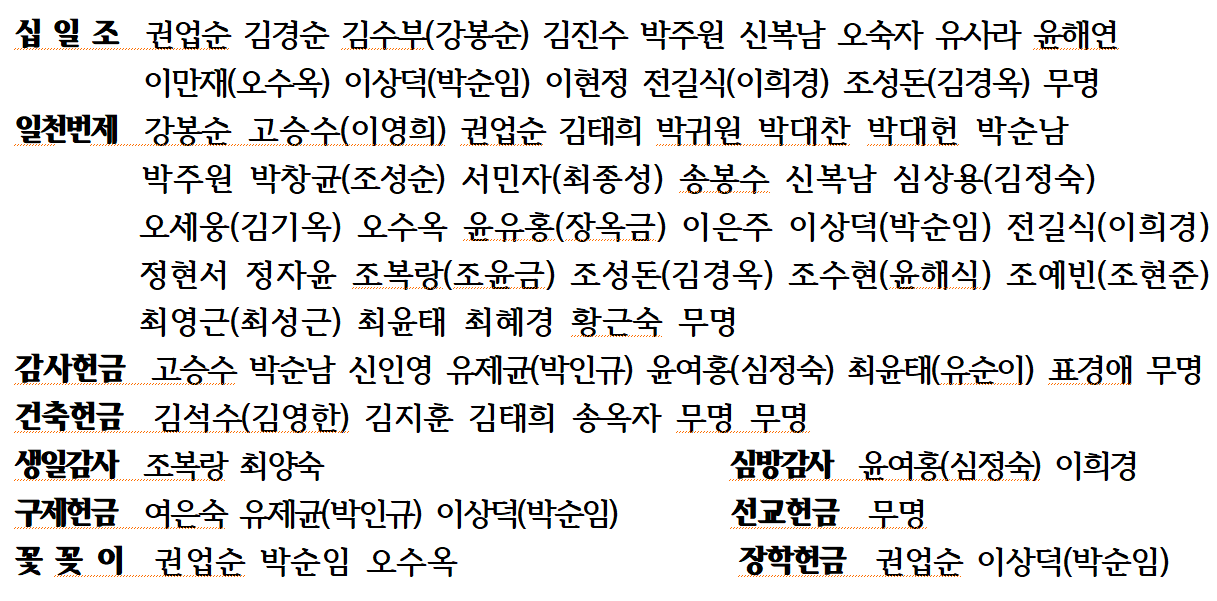 십 일 조 권업순 김경순 김수부(강봉순) 김진수 박주원 신복남 오숙자 유사라 윤해연
이만재(오수옥) 이상덕(박순임) 이현정 전길식(이희경) 조성돈(김경옥) 무명
일천번제 강봉순 고승수(이영희) 권업순 김태희 박귀원 박대찬 박대헌 박순남
박주원 박창균(조성순) 서민자(최종성) 송봉수 신복남 심상용(김정숙)
오세웅(김기옥) 오수옥 윤유홍(장옥금) 이은주 이상덕(박순임) 전길식(이희경)
정현서 정자윤 조복랑(조윤금) 조성돈(김경옥) 조수현(윤해식) 조예빈(조현준)
최영근(최성근) 최윤태 최혜경 황근숙 무명
감사헌금 고승수 박순남 신인영 유제균(박인규) 윤여홍(심정숙) 최윤태(유순이) 표경애 무명
건축헌금 김석수(김영한) 김지훈 김태희 송옥자 무명 무명
생일감사 조복랑 최양숙 심방감사 윤여홍(심정숙) 이희경
구제헌금 여은숙 유제균(박인규) 이상덕(박순임) 선교헌금 무명
꽃 꽂 이 권업순 박순임 오수옥 장학헌금 권업순 이상덕(박순임)